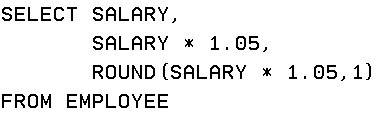 SELECT SALARY,
       SALARY * 1.05,
       ROUND(SALARY * 1.05,1)
FROM EMPLOYEE